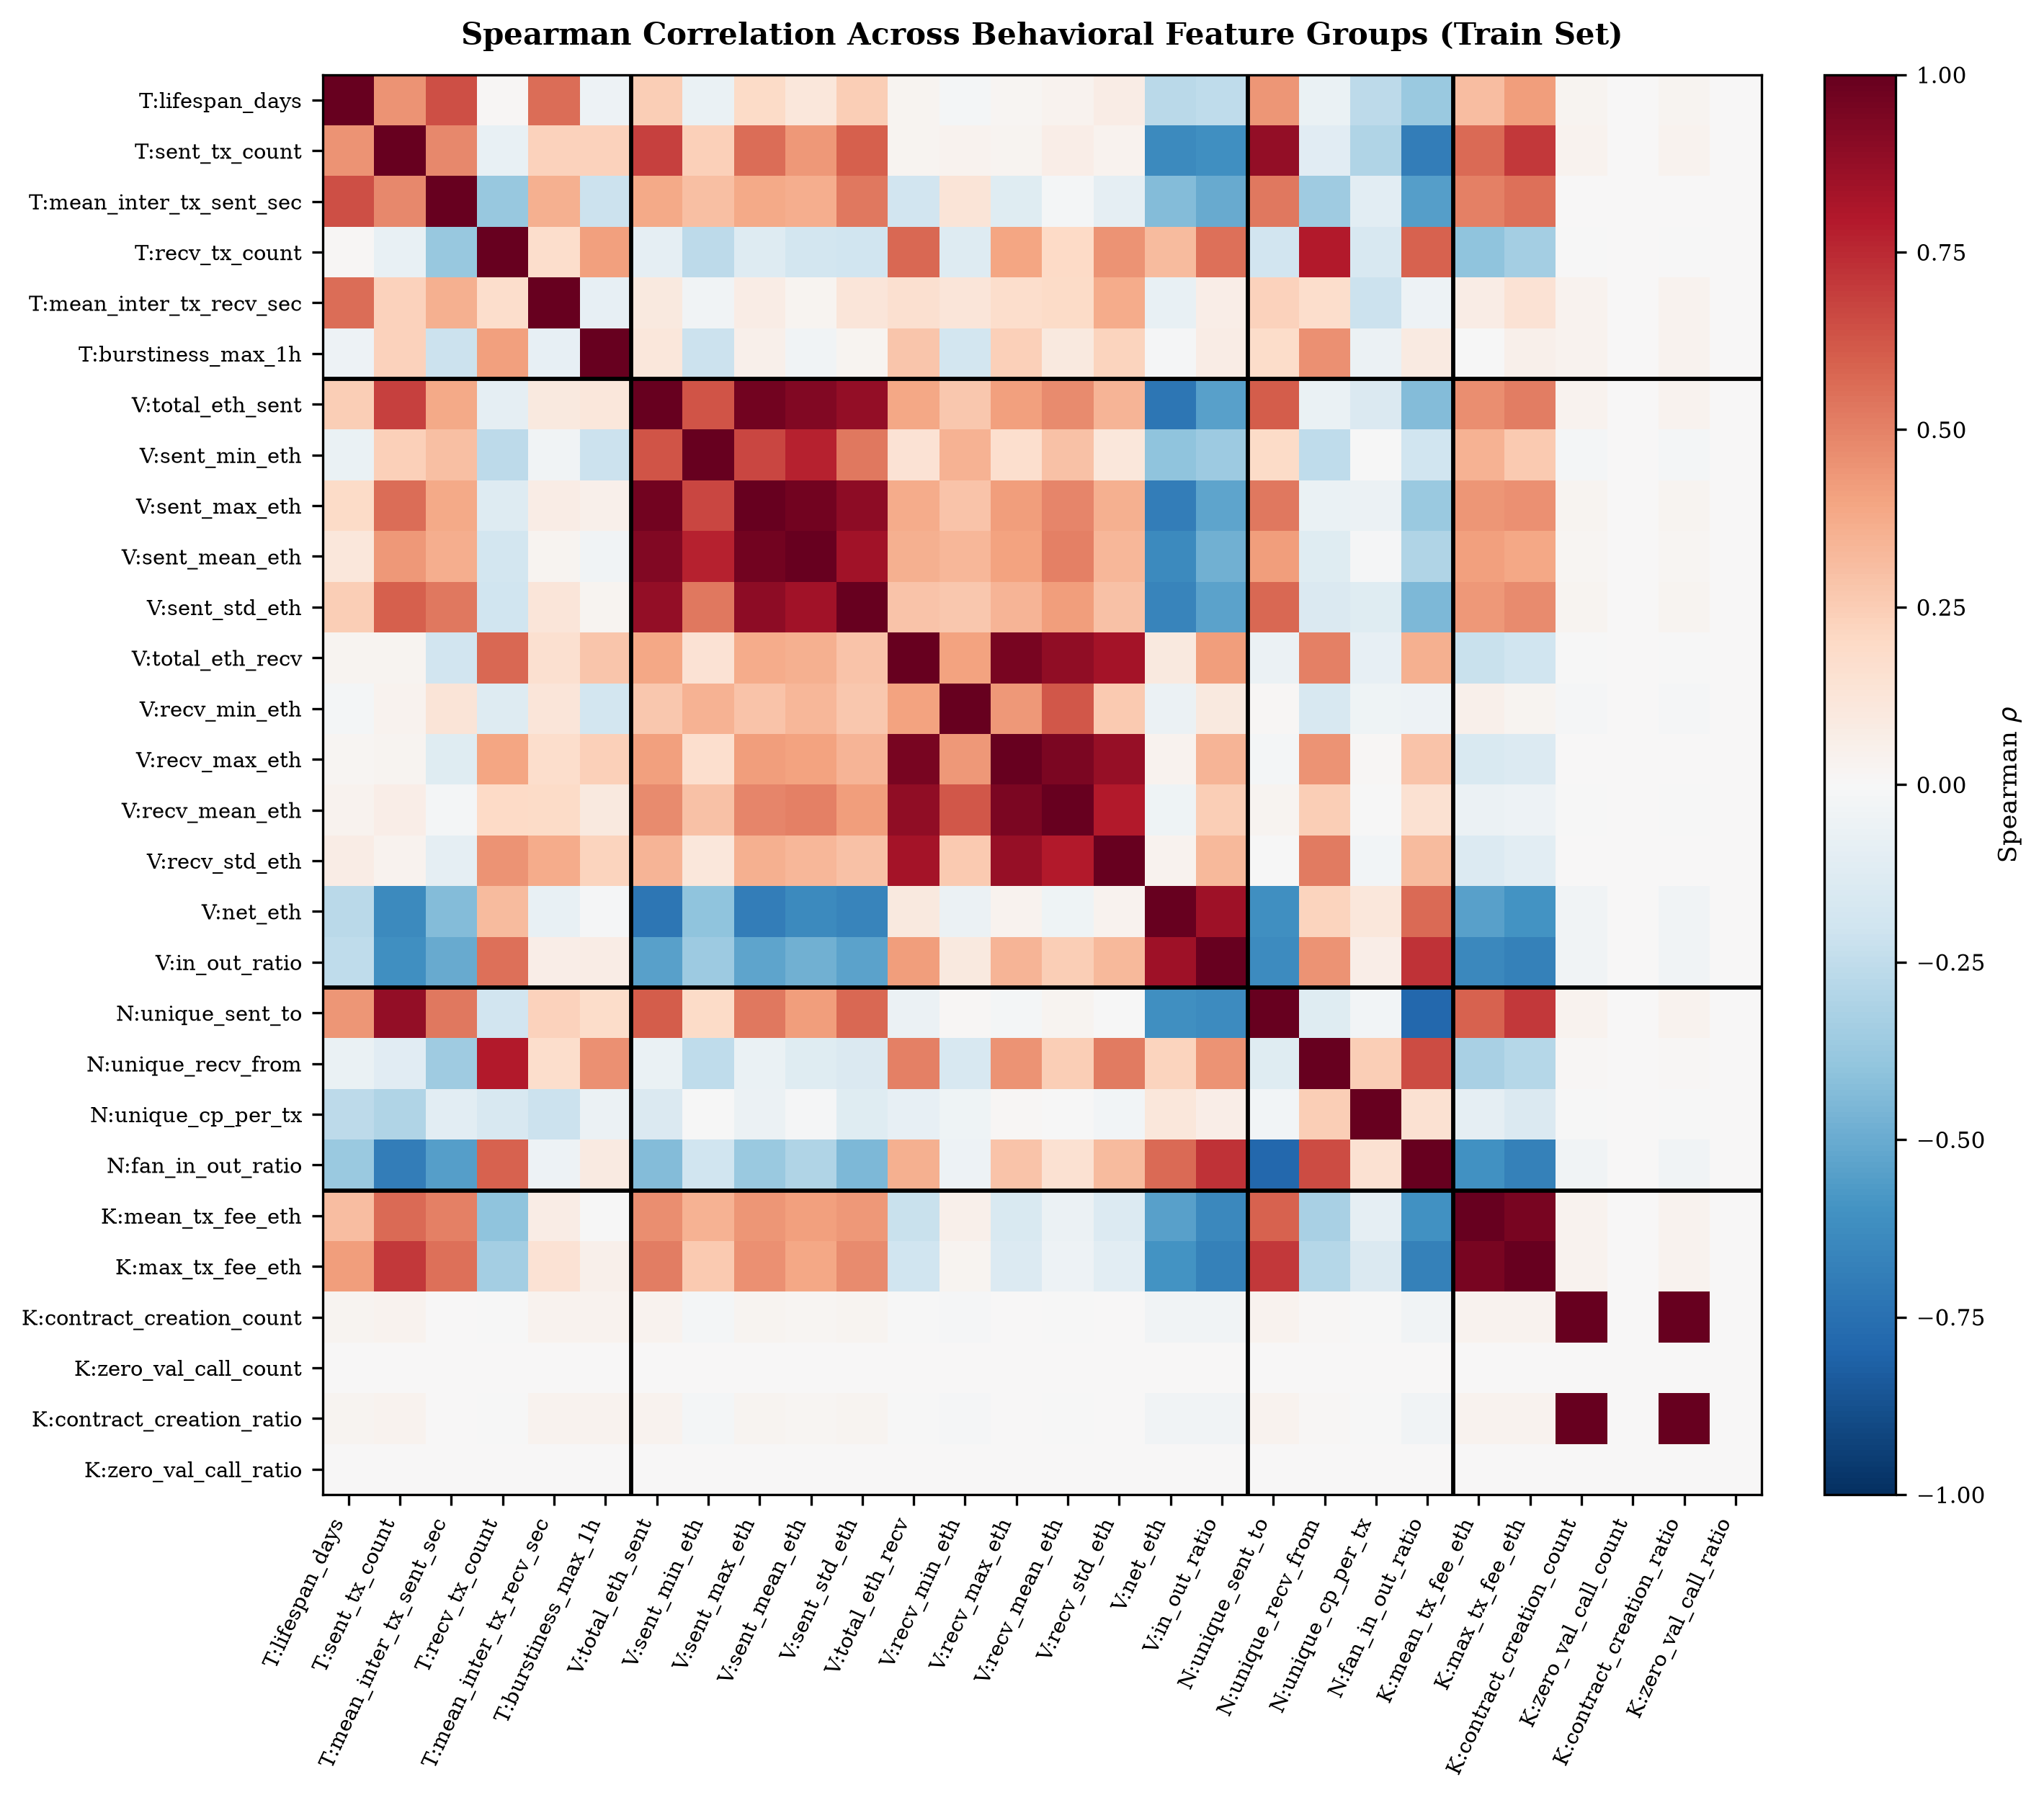 Spearman Correlation Across Behavioral Feature Groups (Train Set)
T:lifespan_days
T:sent_tx_count
T:mean_inter_tx_sent_sec
T:recv_tx_count
T:mean_inter_tx_recv_sec
T:burstiness_max_1h
V:total_eth_sent
V:sent_min_eth
V:sent_max_eth
V:sent_mean_eth
V:sent_std_eth
V:total_eth_recv
V:recv_min_eth
V:recv_max_eth
V:recv_mean_eth
V:recv_std_eth
V:net_eth
V:in_out_ratio
N:unique_sent_to
N:unique_recv_from
N:unique_cp_per_tx
N:fan_in_out_ratio
K:mean_tx_fee_eth
K:max_tx_fee_eth
K:contract_creation_count
K:zero_val_call_count
K:contract_creation_ratio
K:zero_val_call_ratio
T:lifespan_days
T:sent_tx_count
T:mean_inter_tx_sent_sec
T:recv_tx_count
T:mean_inter_tx_recv_sec
T:burstiness_max_1h
V:total_eth_sent
V:sent_min_eth
V:sent_max_eth
V:sent_mean_eth
V:sent_std_eth
V:total_eth_recv
V:recv_min_eth
V:recv_max_eth
V:recv_mean_eth
V:recv_std_eth
V:net_eth
V:in_out_ratio
N:unique_sent_to
N:unique_recv_from
N:unique_cp_per_tx
N:fan_in_out_ratio
K:mean_tx_fee_eth
K:max_tx_fee_eth
K:contract_creation_count
K:zero_val_call_count
K:contract_creation_ratio
K:zero_val_call_ratio
1.00
0.75
0.50
0.25
0.00
−0.25
−0.50
−0.75
−1.00
Spearman ρ